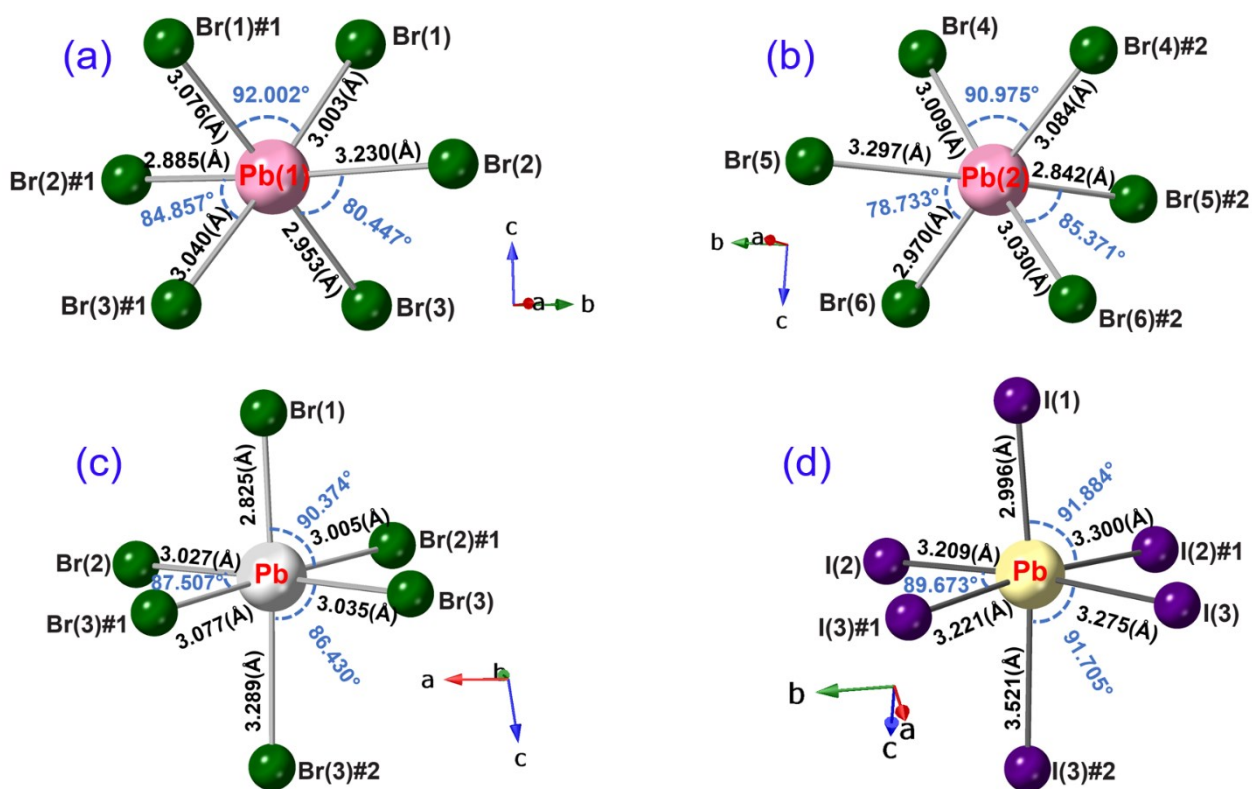 (a)
Br(1)#1
Br(1)
3.076(Å)
92.002°
3.003(Å)
2.885(Å)
3.230(Å)
Br(2)#1
Pb(1)
Br(2)
84.857°
80.447°
3.040(Å)
2.953(Å)
Br(3)#1
Br(3)
c
a
b
(b)
Br(4)
Br(4)#2
90.975°
3.009(Å)
3.084(Å)
Br(5)
3.297(Å)
Pb(2)
2.842(Å)
Br(5)#2
78.733°
85.371°
2.970(Å)
3.030(Å)
Br(6)
Br(6)#2
b
a
c
(c)
Br(1)
2.825(Å)
90.374°
3.005(Å)
Br(2)
3.027(Å)
Br(2)#1
87.507°
Pb
Br(3)#1
3.077(Å)
3.035(Å)
Br(3)
86.430°
3.289(Å)
Br(3)#2
a
b
c
(d)
I(1)
2.996(Å)
91.884°
3.300(Å)
I(2)
3.209(Å)
I(2)#1
89.673°
Pb
I(3)#1
3.221(Å)
3.275(Å)
I(3)
91.705°
3.521(Å)
I(3)#2
b
a
c